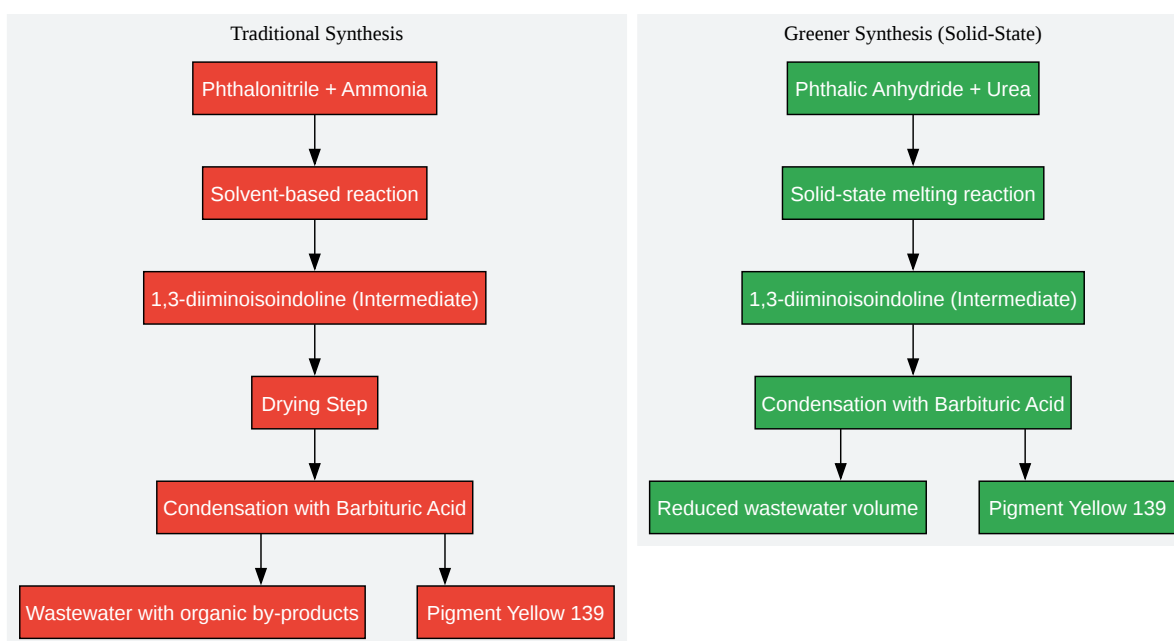 Traditional Synthesis
Phthalonitrile + Ammonia
Solvent-based reaction
1,3-diiminoisoindoline (Intermediate)
Drying Step
Condensation with Barbituric Acid
Wastewater with organic by-products
Pigment Yellow 139
Greener Synthesis (Solid-State)
Phthalic Anhydride + Urea
Solid-state melting reaction
1,3-diiminoisoindoline (Intermediate)
Condensation with Barbituric Acid
Reduced wastewater volume
Pigment Yellow 139